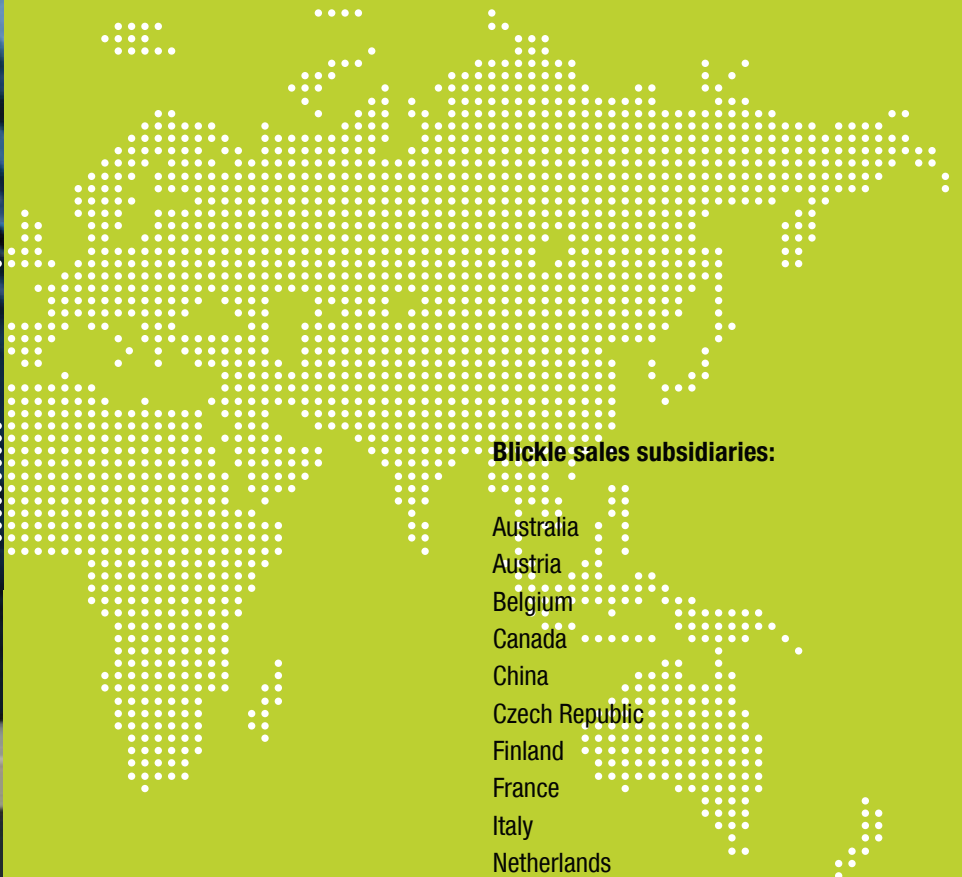 Blickle sales subsidiaries:
Australia
Austria
Belgium
Canada
China
Czech Republic
Finland
France
Italy
Netherlands